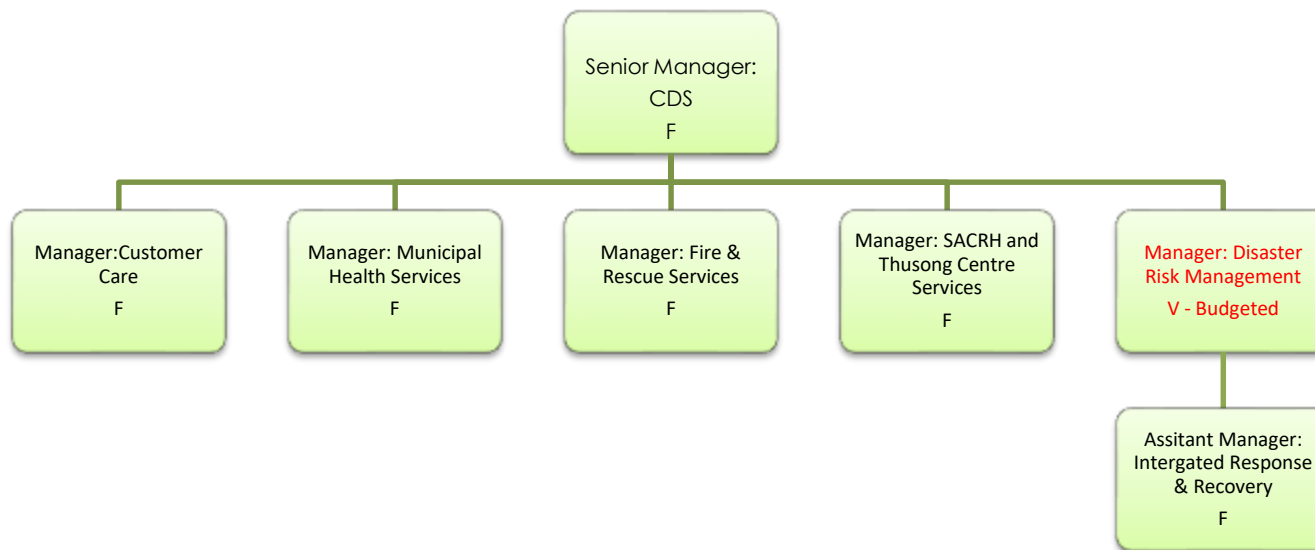 Senior Manager:
CDS
F
Manager:Customer
Care
F
Manager: Municipal
Health Services
F
Manager: Fire &
Rescue Services
F
Manager: SACRH and
Thusong Centre
Services
F
Manager: Disaster
Risk Management
V - Budgeted
Assitant Manager:
Intergated Response
& Recovery
F